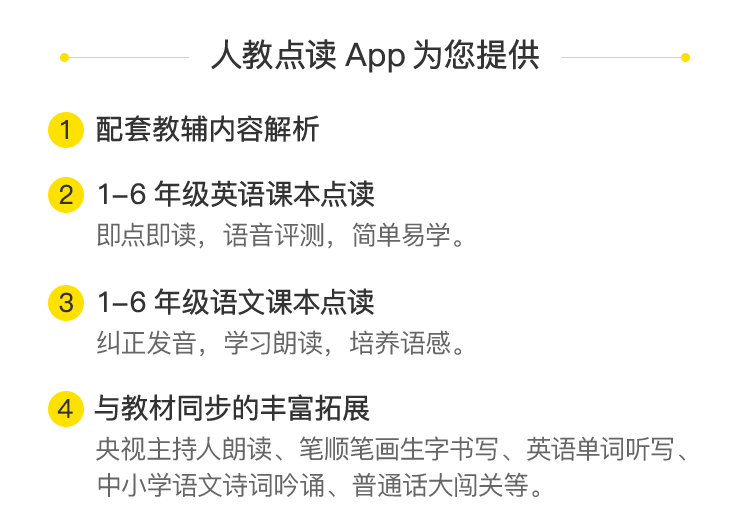 人教点读 App 为您提供
1 配套教辅内容解析
2 1-6 年级英语课本点读
即点即读，语音评测，简单易学。
3 1-6 年级语文课本点读
纠正发音，学习朗读，培养语感。
4 与教材同步的丰富拓展
央视主持人朗读、笔顺笔画生字书写、英语单词听写、
中小学语文诗词吟诵、普通话大闯关等。